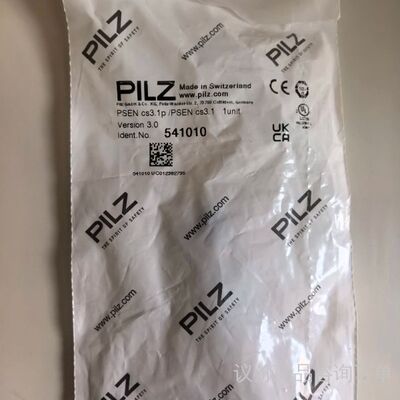 PILZ
THE SPIRIT OF SAFETY
www.pilz.com
PILZ Made in Switzerland
www.pilz.com
PSEN cs3.1p /PSEN cs3.1 1unit
Version 3.0
Ident.No. 541010
CE
UK
CA
PILZ
THE SPIRIT OF SAFETY
www.pilz.com
PILZ
THE SPIRIT OF SAFETY
www.pilz.com
PILZ
THE SPIRIT OF SAFETY
www.pilz.com
PILZ
THE SPIRIT OF SAFETY